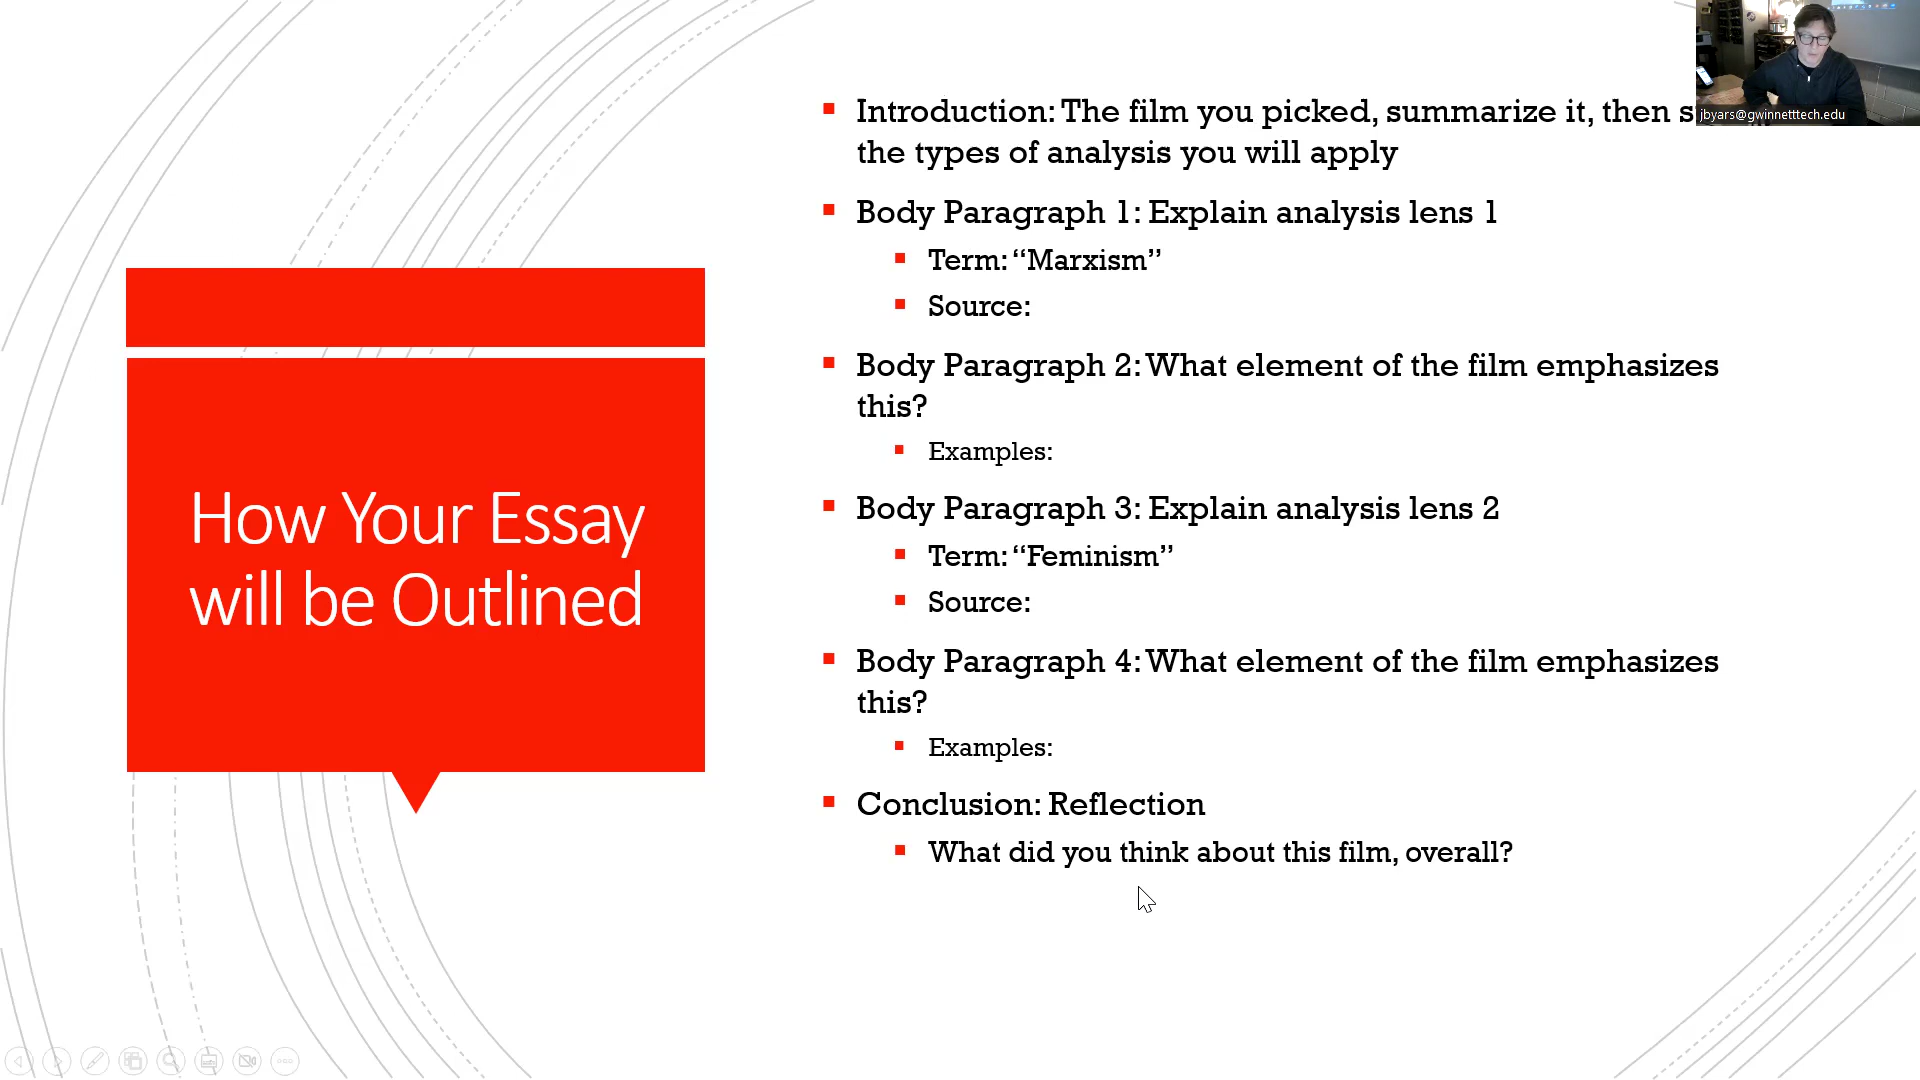 How Your Essay
will be Outlined
Introduction: The film you picked, summarize it, then
the types of analysis you will apply
Body Paragraph 1: Explain analysis lens 1
Term: “Marxism”
Source:
Body Paragraph 2: What element of the film emphasizes
this?
Examples:
Body Paragraph 3: Explain analysis lens 2
Term: “Feminism”
Source:
Body Paragraph 4: What element of the film emphasizes
this?
Examples:
Conclusion: Reflection
What did you think about this film, overall?
jbyars@gwinnetttech.edu